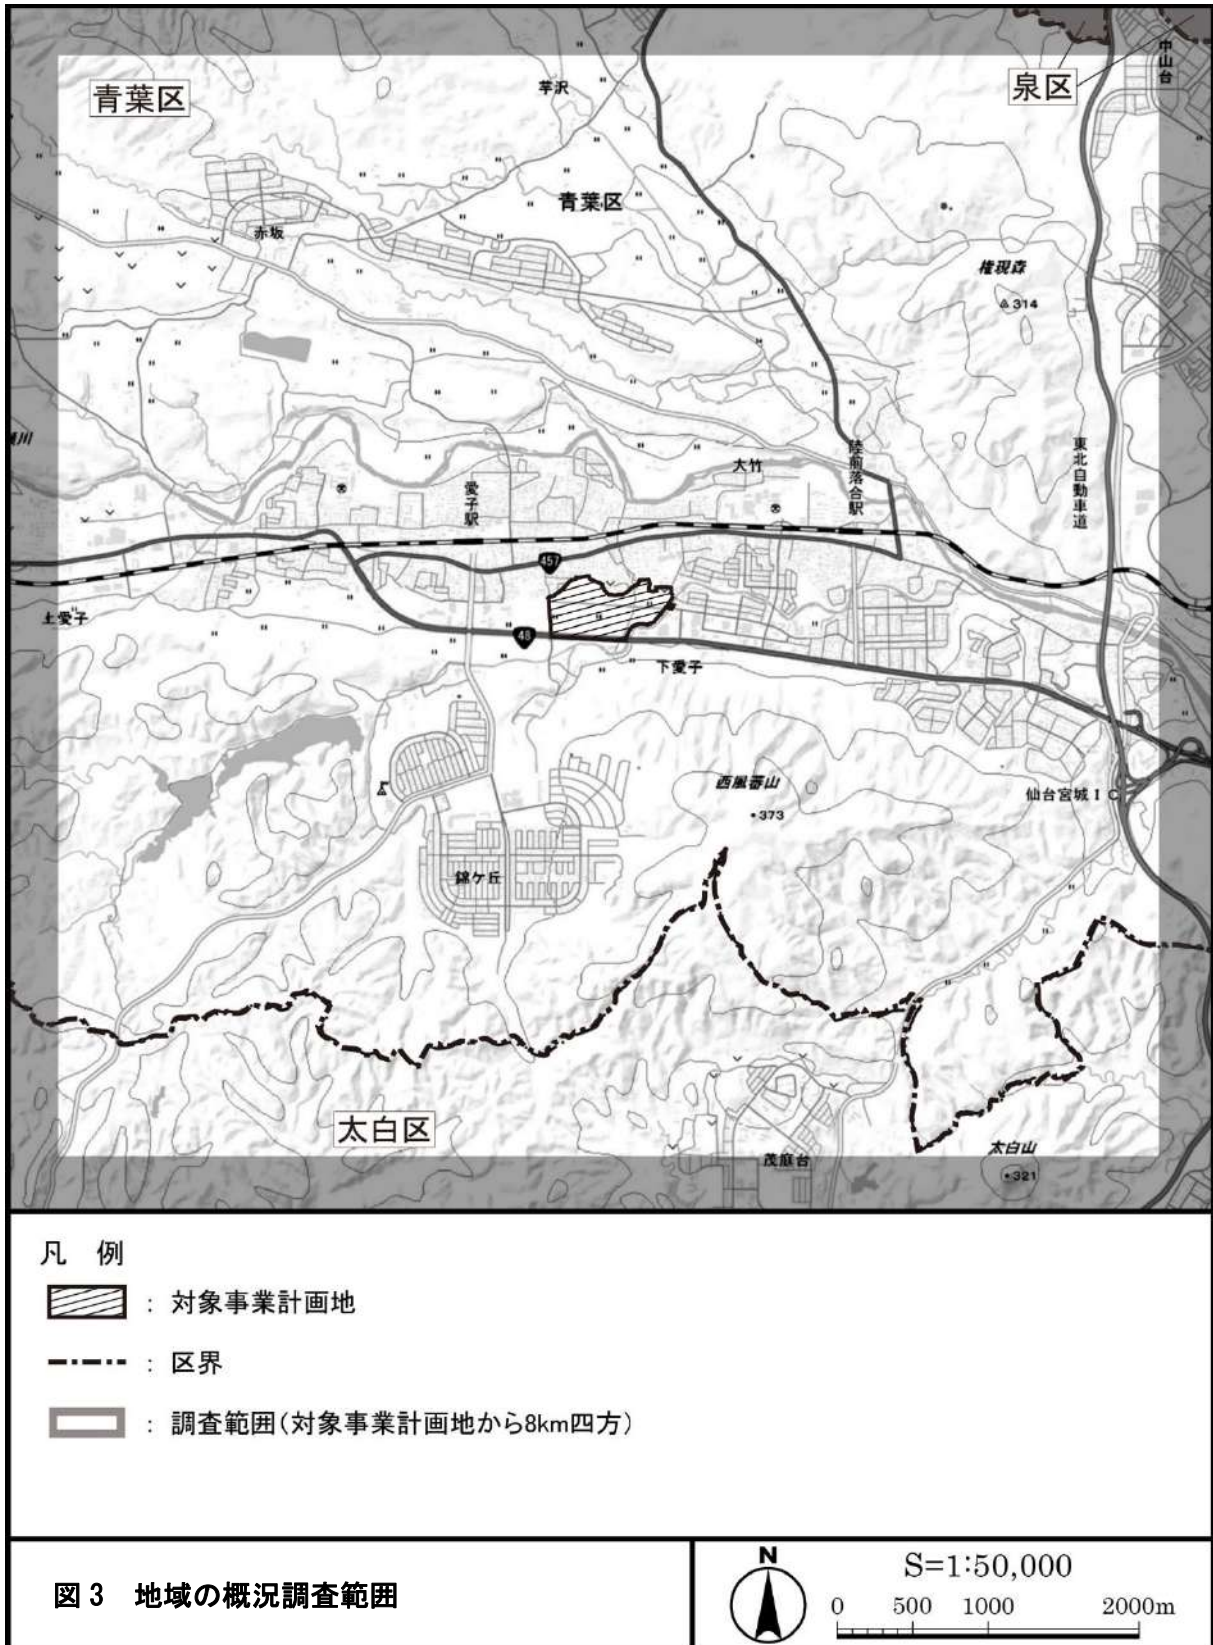 青葉区
泉区
中山台
芋沢
青葉区
赤坂
権現森
314
東北自動車道
陸前落合駅
大竹
愛子駅
457
上愛子
48
下愛子
西風蕃山
373
仙台宮城IC
錦ケ丘
太白区
太白山
321
茂庭台
凡 例
: 対象事業計画地
: 区界
: 調査範囲(対象事業計画地から8km四方)
図3 地域の概況調査範囲
N
S=1:50,000
0 500 1000 2000m